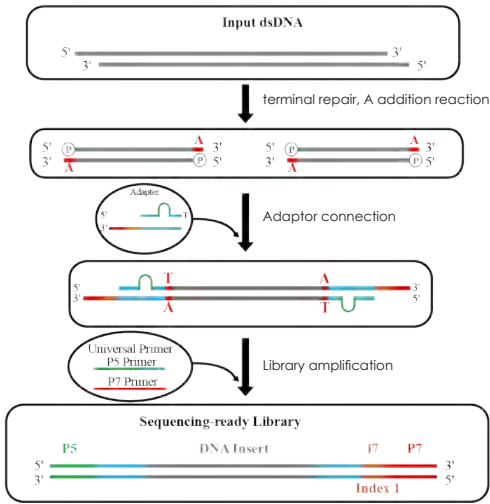 Input dsDNA
5' 3'
3' 5'
terminal repair, A addition reaction
A A
5' P 3' 5' P 3'
3' P 5' 3' P 5'
A A
Adapter
5' T
3'
Adaptor connection
T A
5' 3'
3' 5'
A T
Universal Primer
P5 Primer
P7 Primer
Library amplification
Sequencing-ready Library
P5 DNA Insert i7 P7
5' 3'
3' 5'
Index 1